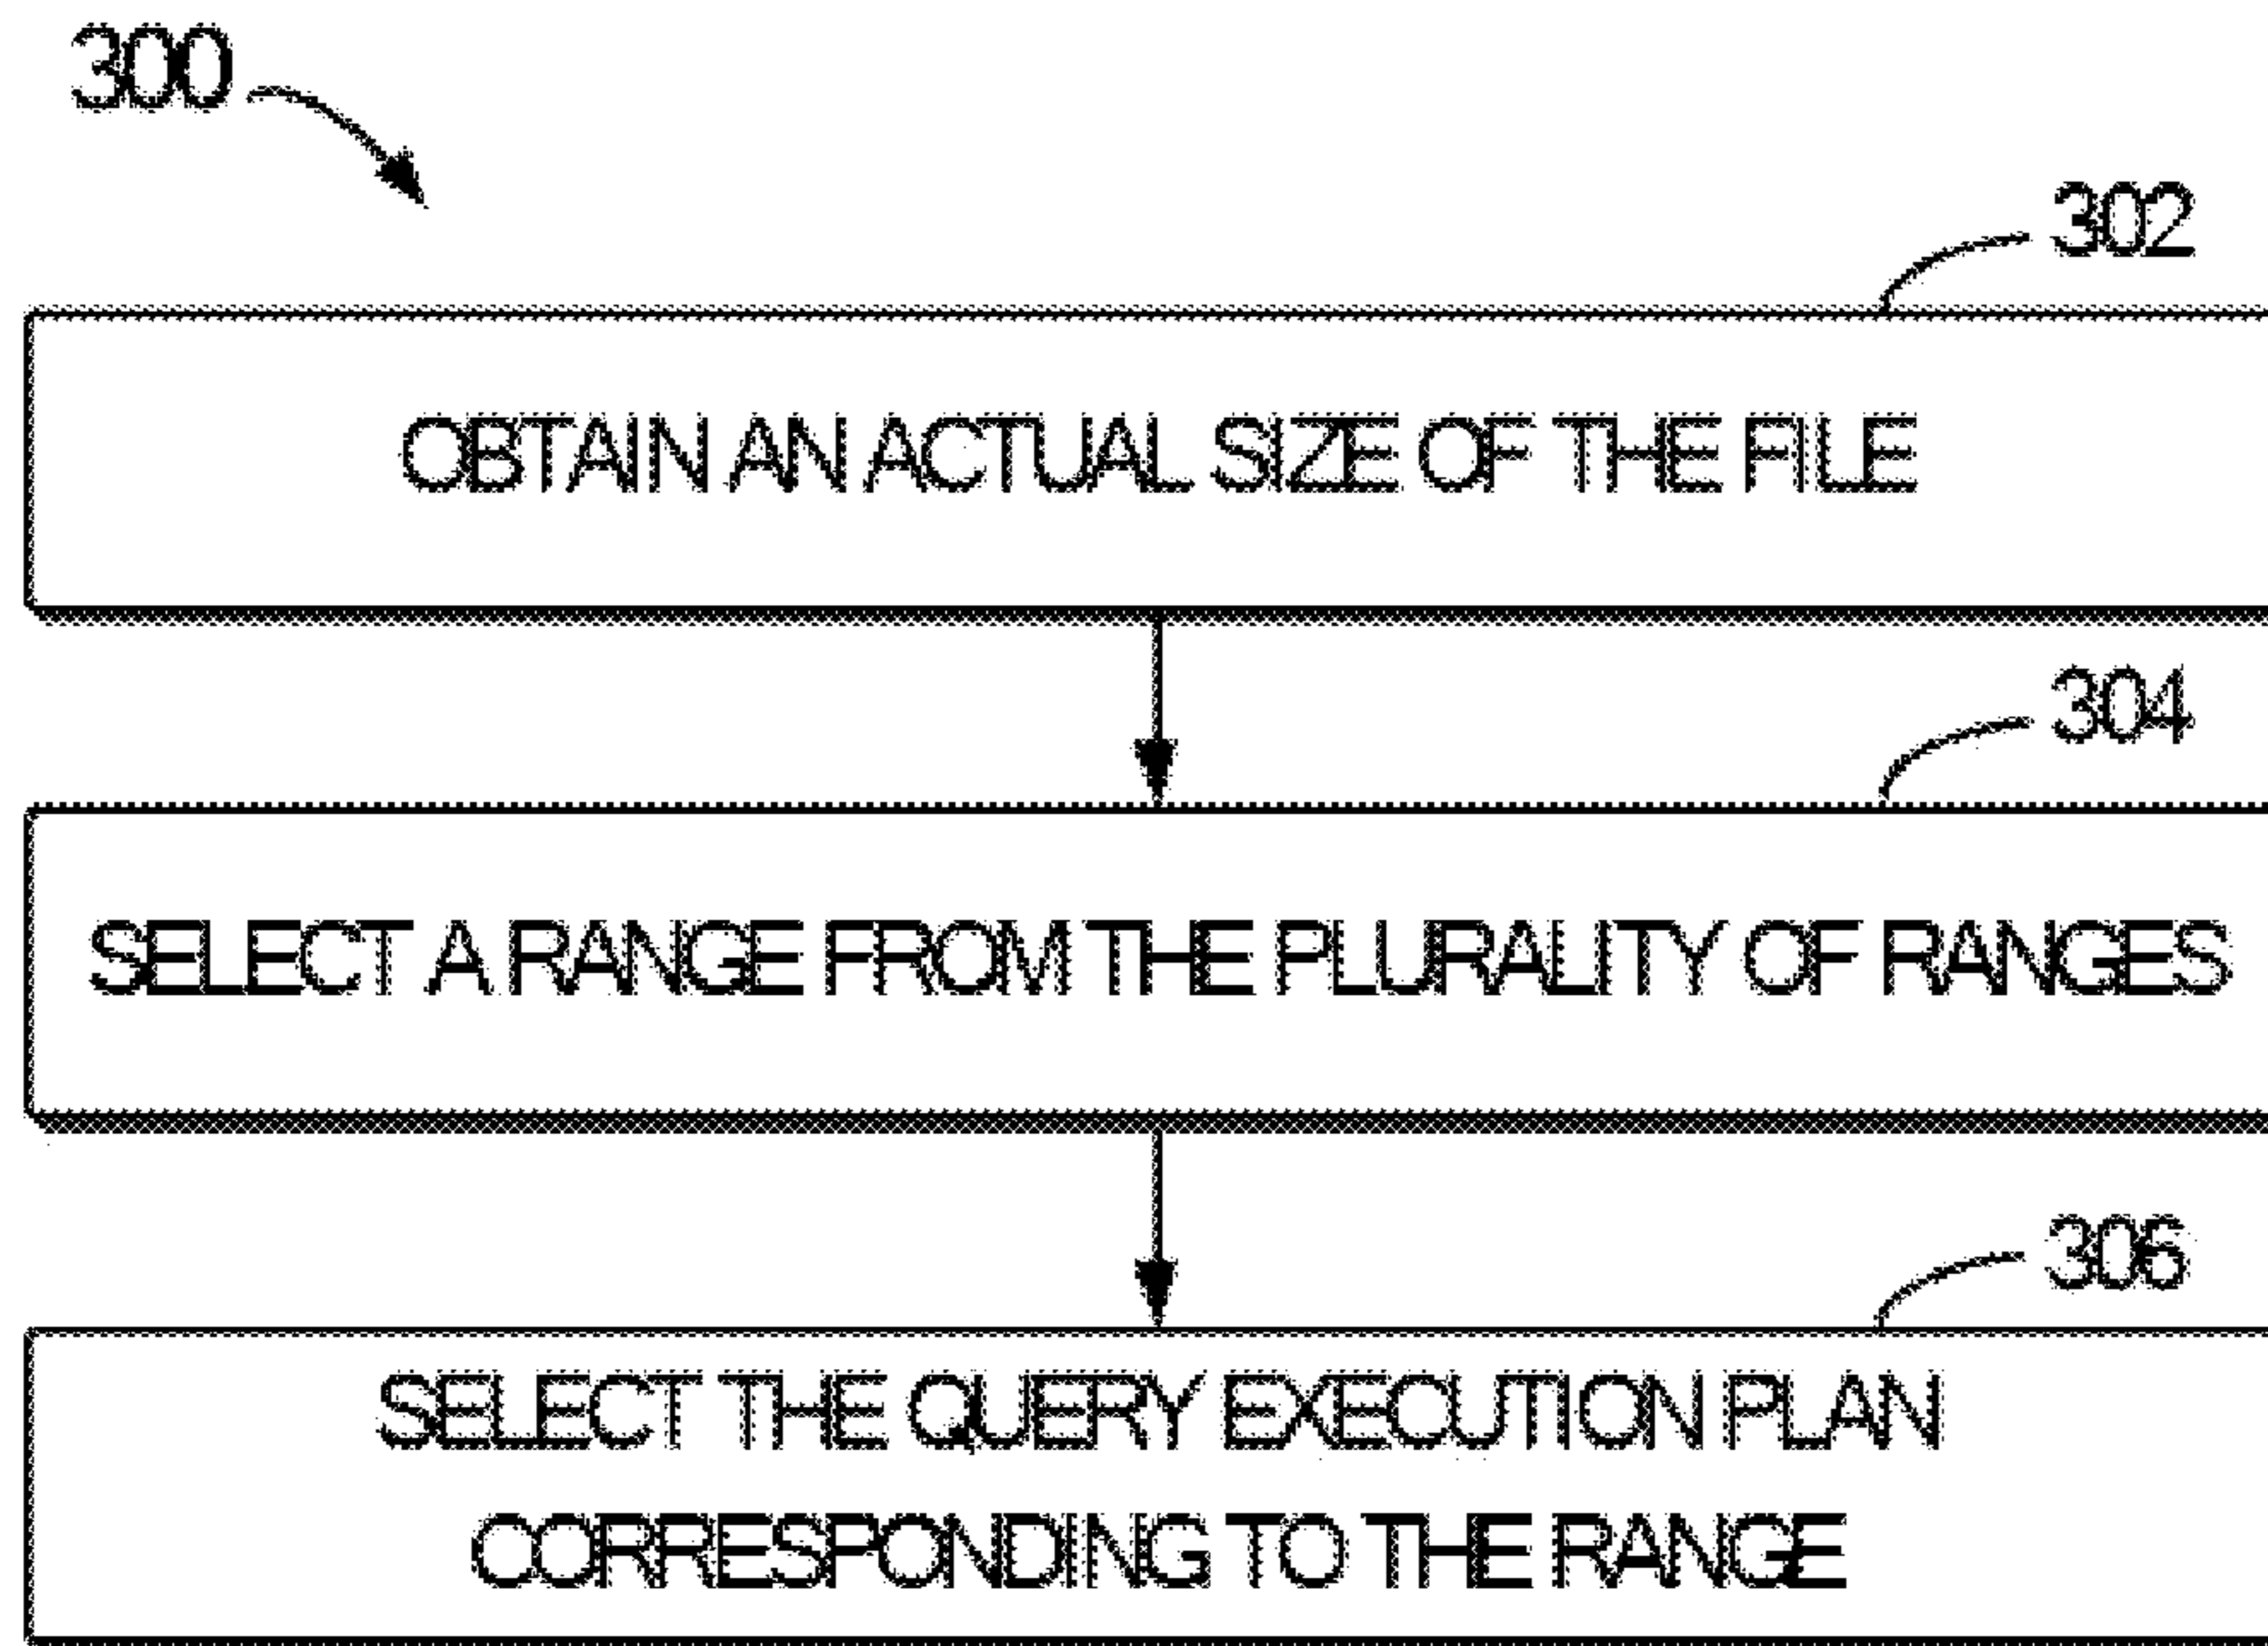 300
302
OBTAIN AN ACTUAL SIZE OF THE FILE
304
SELECT A RANGE FROM THE PLURALITY OF RANGES
306
SELECT THE QUERY EXECUTION PLAN
CORRESPONDING TO THE RANGE